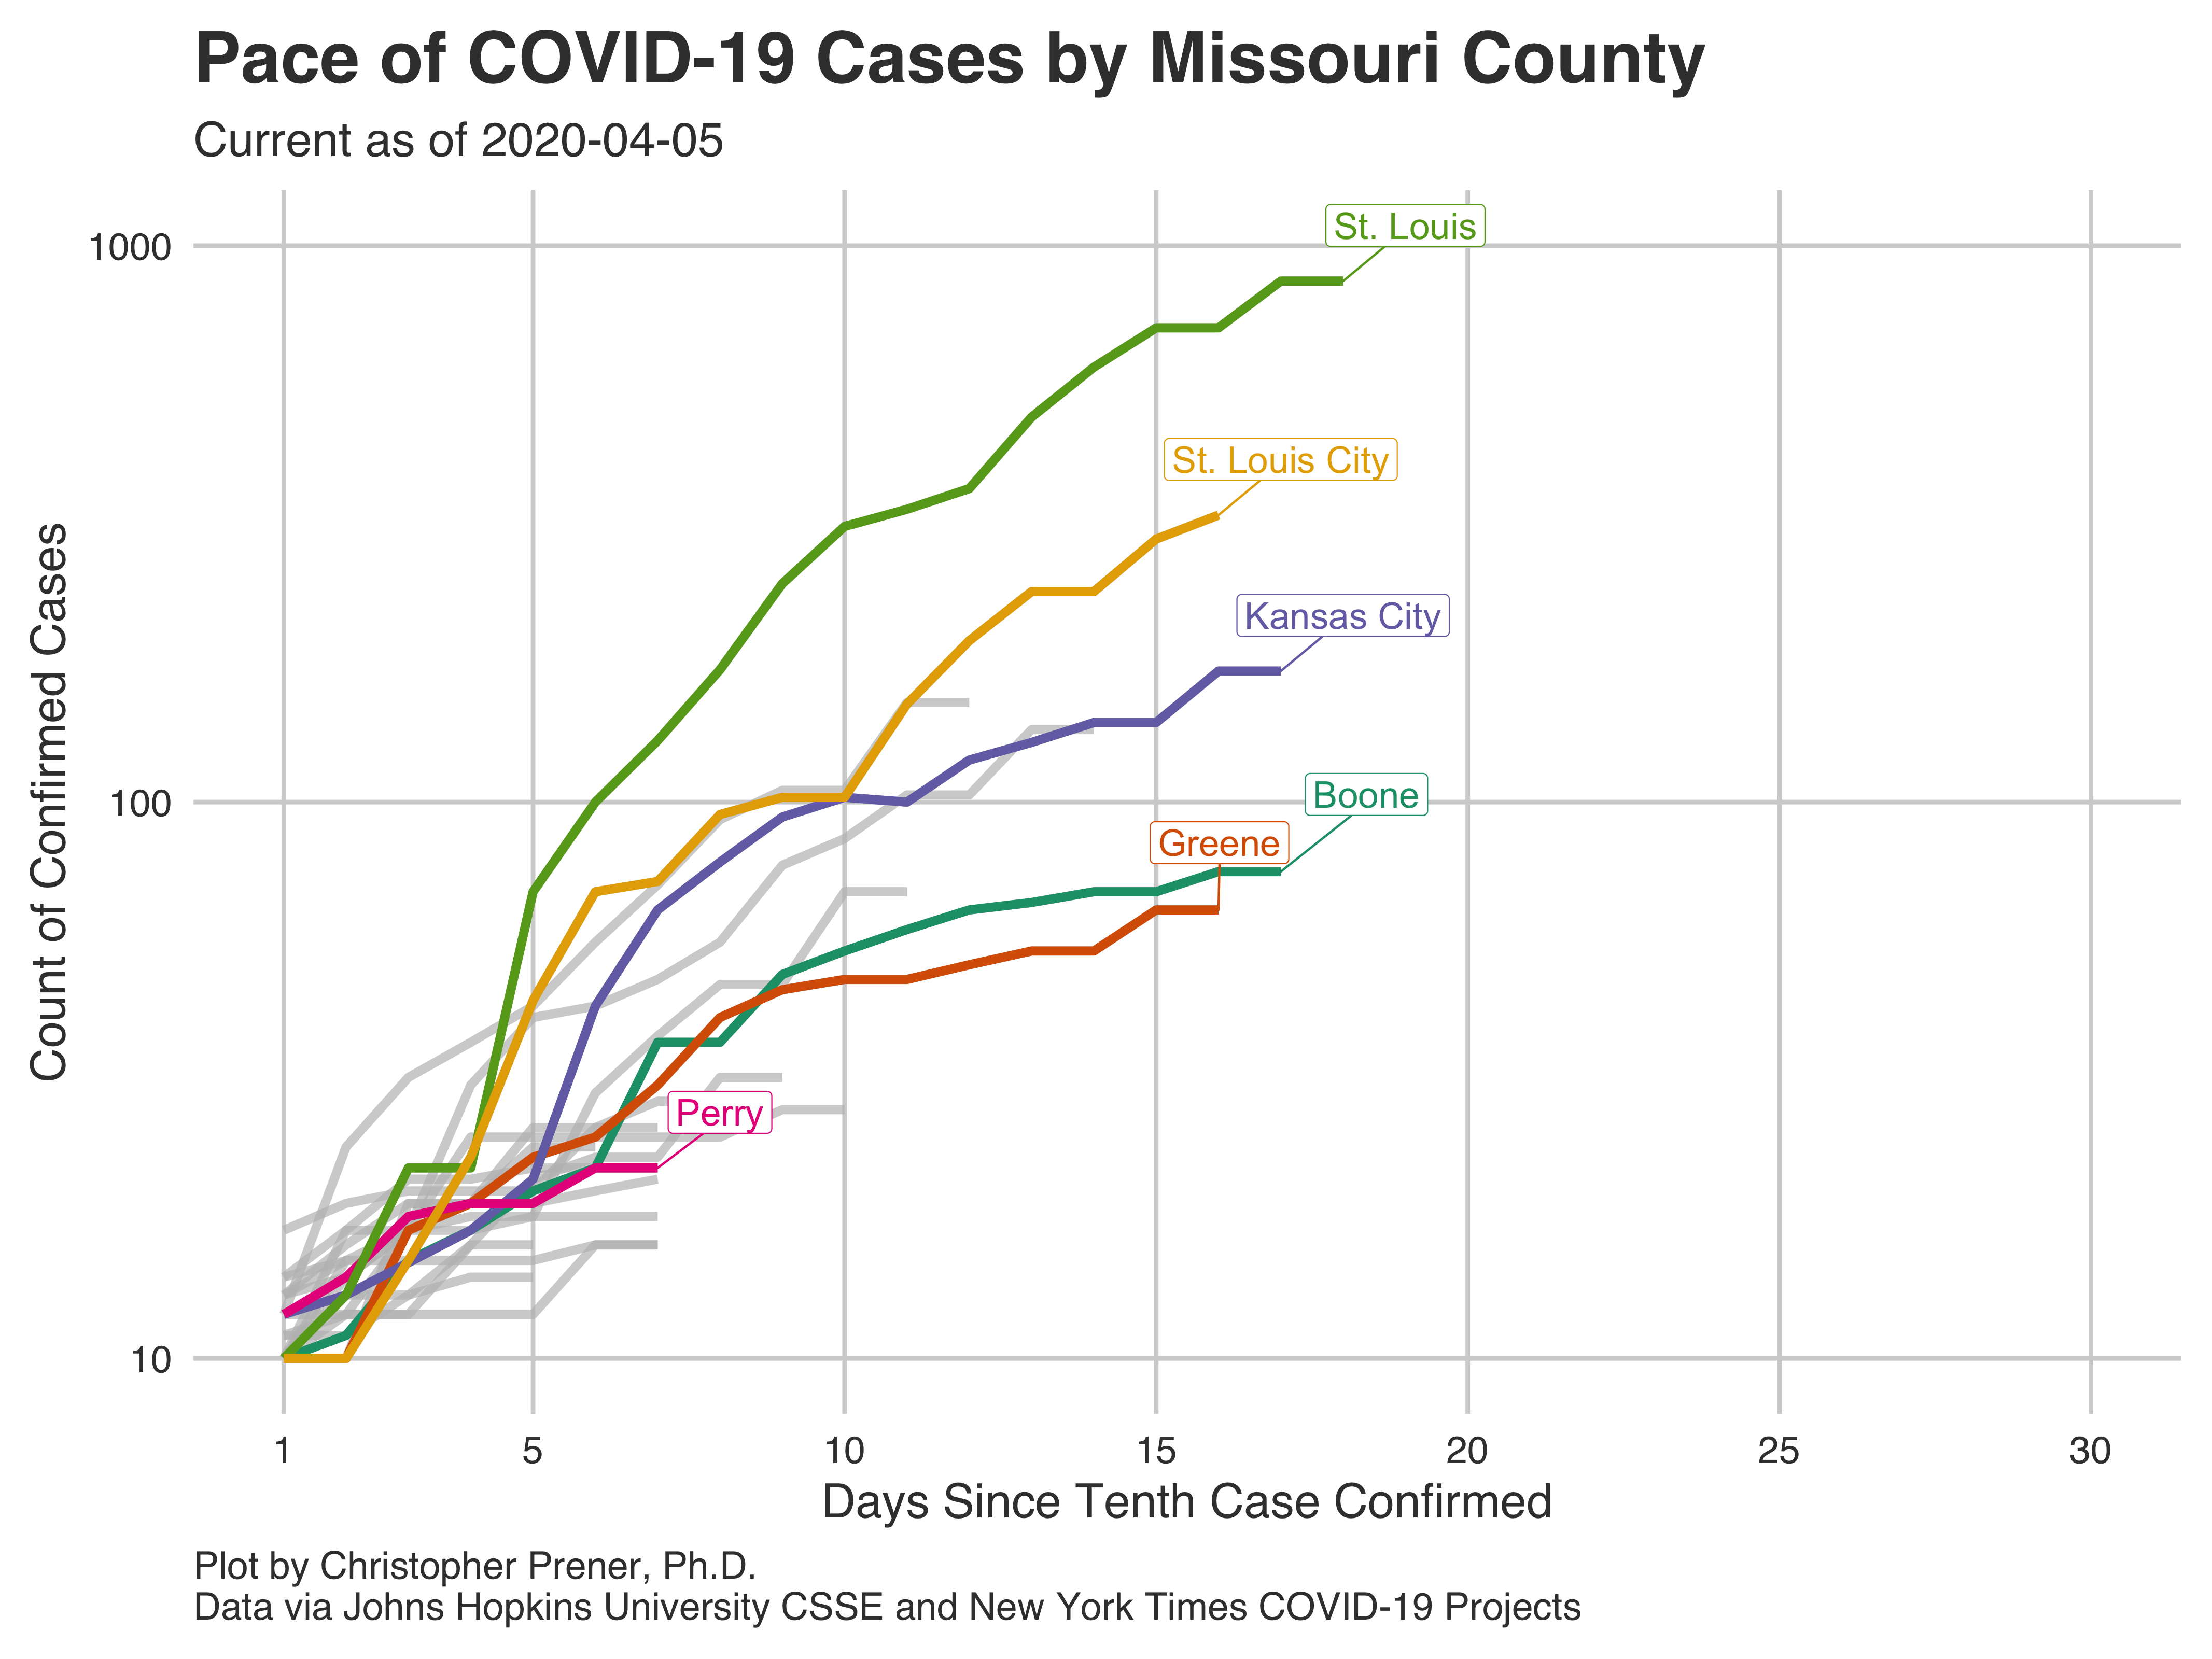 Pace of COVID-19 Cases by Missouri County
Current as of 2020-04-05
1000
100
10
Count of Confirmed Cases
St. Louis
St. Louis City
Kansas City
Boone
Greene
Perry
1 5 10 15 20 25 30
Days Since Tenth Case Confirmed
Plot by Christopher Prener, Ph.D.
Data via Johns Hopkins University CSSE and New York Times COVID-19 Projects